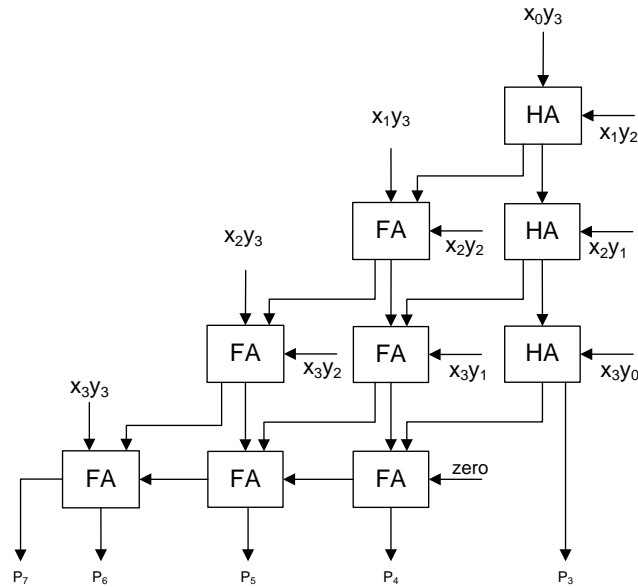 x₀y₃
HA
x₁y₂
x₁y₃
FA
x₂y₂
HA
x₂y₁
x₂y₃
FA
x₃y₂
FA
x₃y₁
HA
x₃y₀
x₃y₃
FA
FA
FA
zero
P₇
P₆
P₅
P₄
P₃